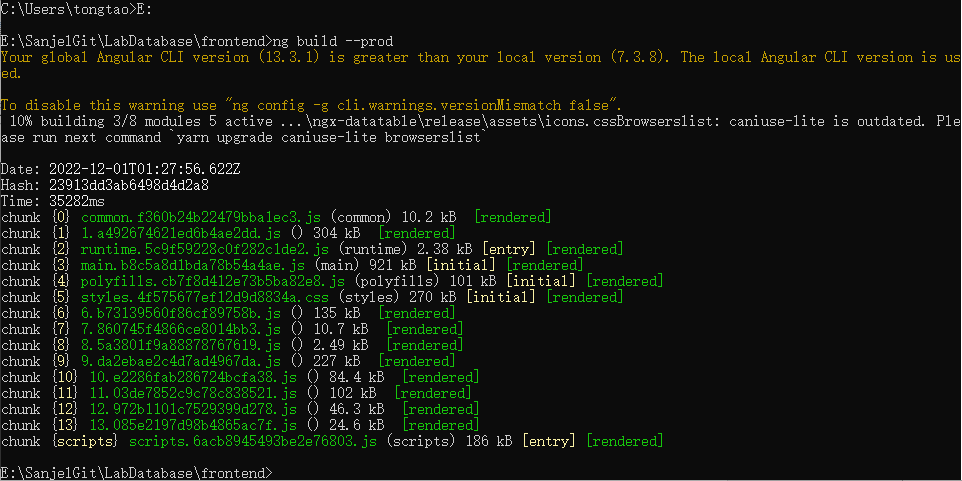 C:\Users\tongtao>E:
E:\SanjelGit\LabDatabase\frontend>ng build --prod
Your global Angular CLI version (13.3.1) is greater than your local version (7.3.8). The local Angular CLI version is us
ed.
To disable this warning use "ng config -g cli.warnings.versionMismatch false".
10% building 3/8 modules 5 active ...\ngx-datatable\release\assets\icons.cssBrowserslist: caniuse-lite is outdated. Ple
ase run next command `yarn upgrade caniuse-lite browserslist`
Date: 2022-12-01T01:27:56.622Z
Hash: 23913dd3ab6498d4d2a8
Time: 35282ms
chunk {0} common.f360b24b22479bba1ec3.js (common) 10.2 kB [rendered]
chunk {1} 1.a492674621ed6b4ae2dd.js () 304 kB [rendered]
chunk {2} runtime.5c9f59228c0f282c1de2.js (runtime) 2.38 kB [entry] [rendered]
chunk {3} main.b8c5a8d1bda78b54a4ae.js (main) 921 kB [initial] [rendered]
chunk {4} polyfills.cb7f8d412e73b5ba82e8.js (polyfills) 101 kB [initial] [rendered]
chunk {5} styles.4f575677ef12d9d8834a.css (styles) 270 kB [initial] [rendered]
chunk {6} 6.b73139560f86cf89758b.js () 135 kB [rendered]
chunk {7} 7.860745f4866ce8014bb3.js () 10.7 kB [rendered]
chunk {8} 8.5a3801f9a88878767619.js () 2.49 kB [rendered]
chunk {9} 9.da2ebae2c4d7ad4967da.js () 227 kB [rendered]
chunk {10} 10.e2286fab286724bcfa38.js () 84.4 kB [rendered]
chunk {11} 11.03de7852c9c78c838521.js () 102 kB [rendered]
chunk {12} 12.972b1101c7529399d278.js () 46.3 kB [rendered]
chunk {13} 13.085e2197d98b4865ac7f.js () 24.6 kB [rendered]
chunk {scripts} scripts.6acb8945493be2e76803.js (scripts) 186 kB [entry] [rendered]
E:\SanjelGit\LabDatabase\frontend>